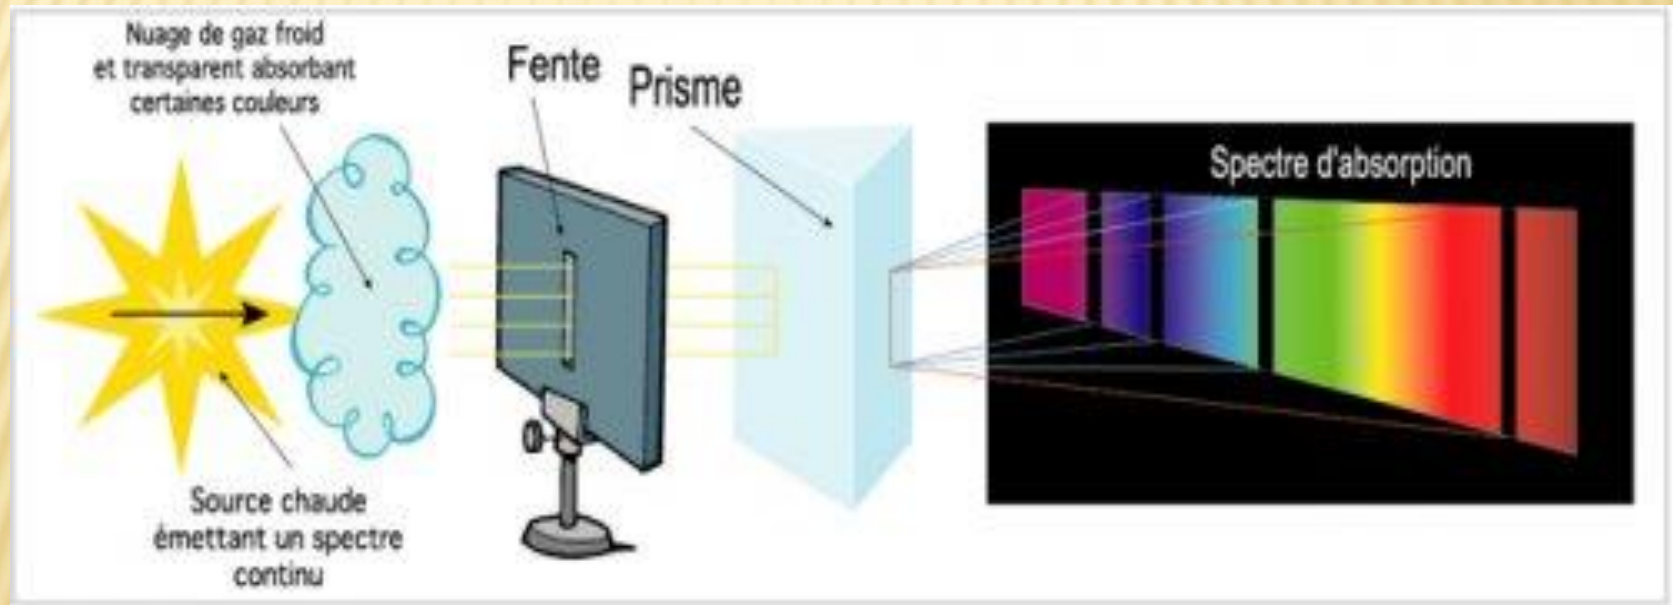 Nuage de gaz froid
et transparent absorbant
certaines couleurs
Fente
Prisme
Spectre d'absorption
Source chaude
émettant un spectre
continu